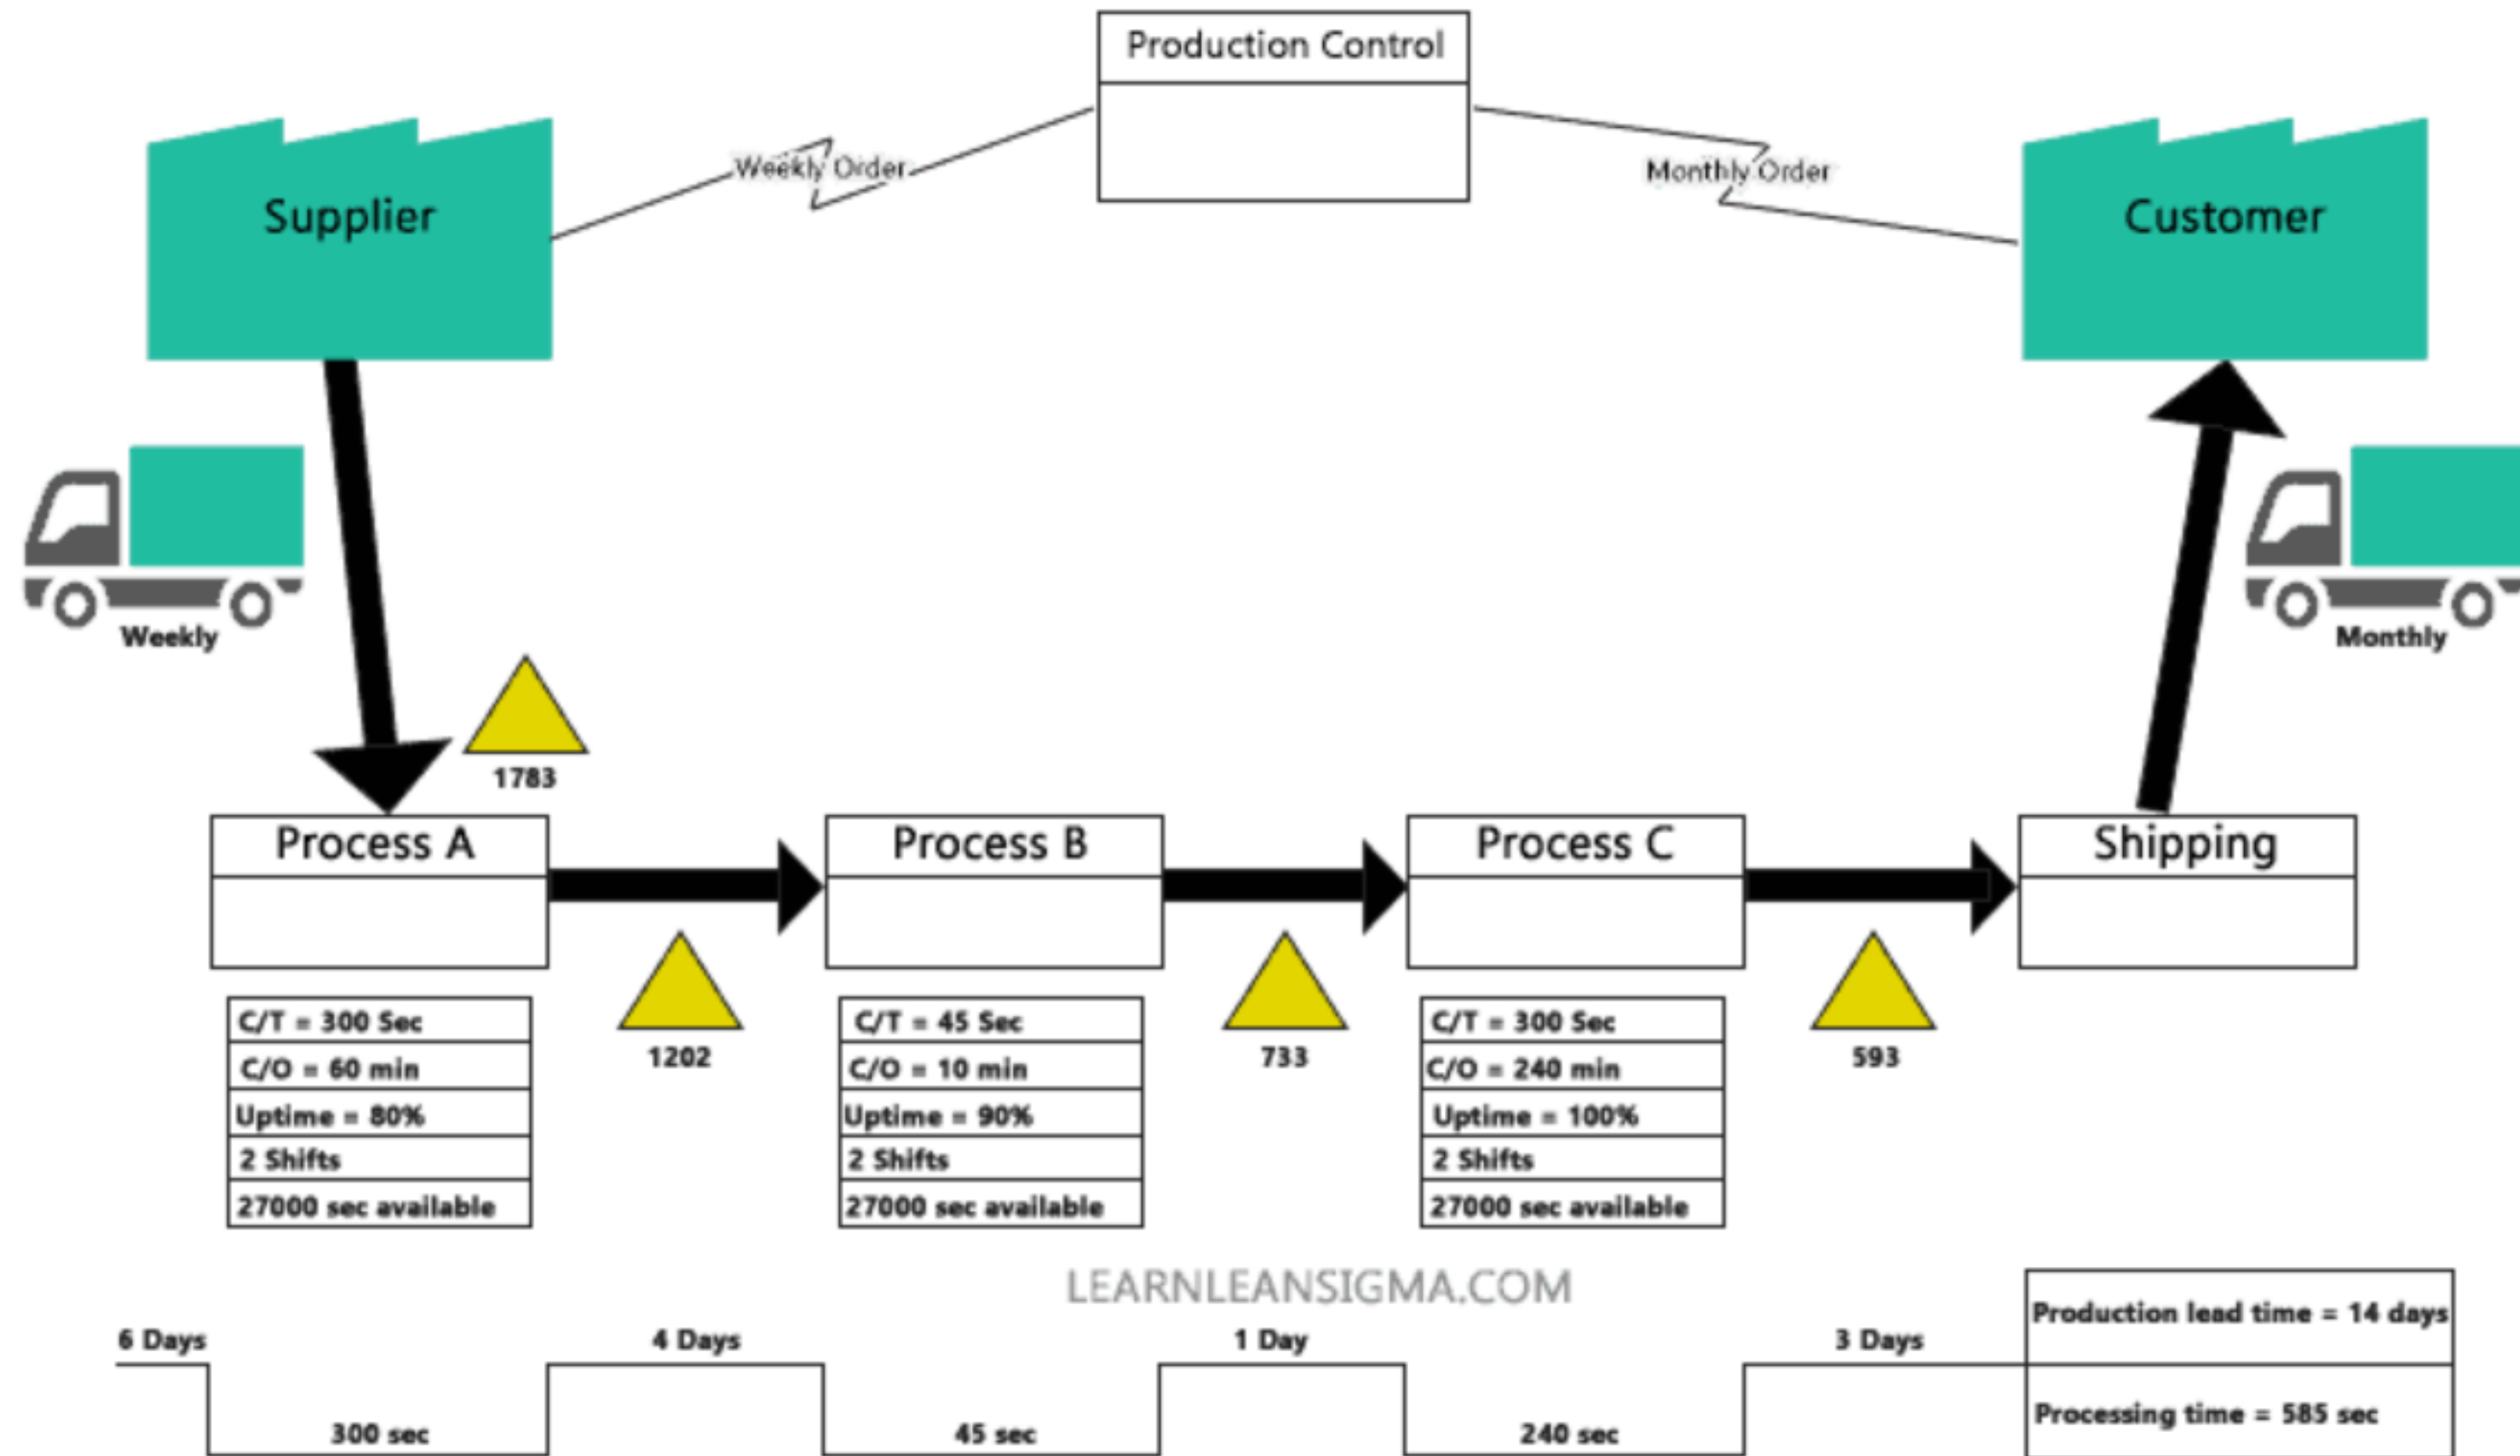 Production Control
Weekly Order
Monthly Order
Supplier
Customer
Weekly
Monthly
1783
Process A
Process B
Process C
Shipping
C/T = 300 Sec
C/O = 60 min
Uptime = 80%
2 Shifts
27000 sec available
1202
C/T = 45 Sec
C/O = 10 min
Uptime = 90%
2 Shifts
27000 sec available
733
C/T = 300 Sec
C/O = 240 min
Uptime = 100%
2 Shifts
27000 sec available
593
LEARNLEANSIGMA.COM
6 Days
4 Days
1 Day
3 Days
Production lead time = 14 days
300 sec
45 sec
240 sec
Processing time = 585 sec